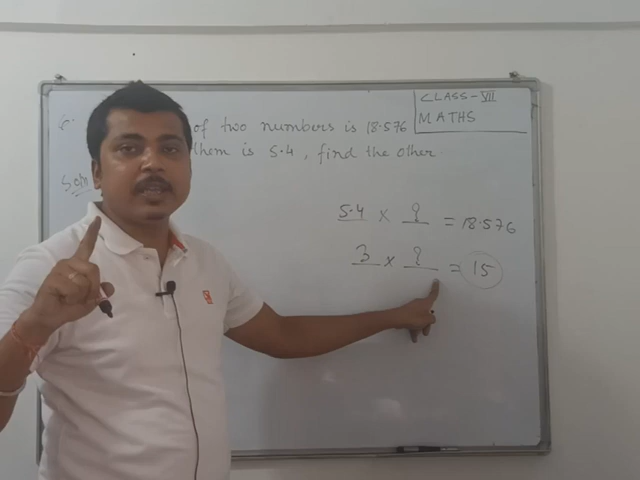 CLASS-VII
MATHS
of two numbers is 18.576
them is 5.4, find the other
Soln
5.4 × ? = 18.576
3 × ? = 15